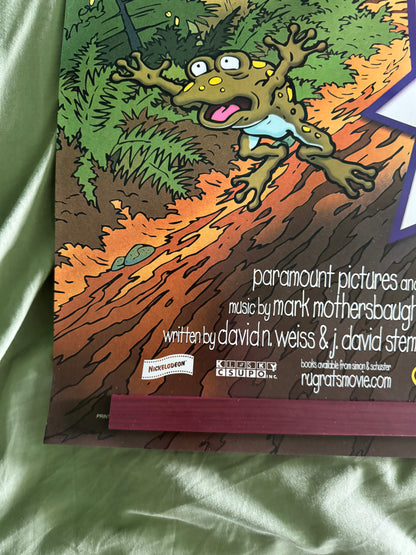 paramount pictures and
music by mark mothersbaugh
written by david n. weiss & j. david stem
NICKELODEON
KLASKY
CSUPO INC.
books available from simon & schuster
rugratsmovie.com
PRIN